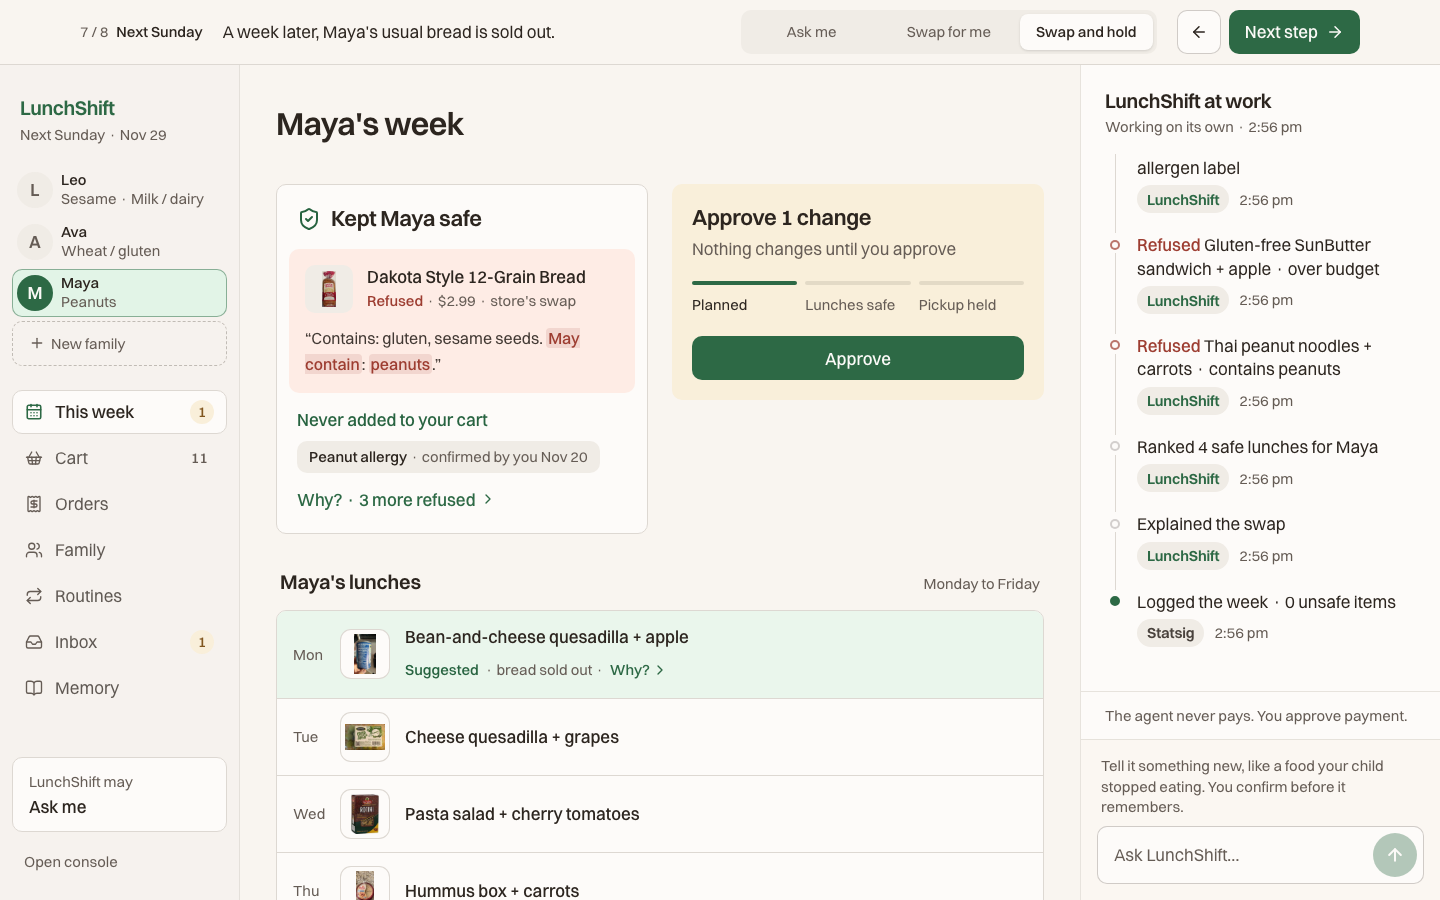 7 / 8 Next Sunday A week later, Maya's usual bread is sold out.
Ask me
Swap for me
Swap and hold
Next step
LunchShift
Next Sunday · Nov 29
L
Leo
Sesame · Milk / dairy
A
Ava
Wheat / gluten
M
Maya
Peanuts
New family
This week 1
Cart 11
Orders
Family
Routines
Inbox 1
Memory
LunchShift may
Ask me
Open console
Maya's week
Kept Maya safe
Dakota Style 12-Grain Bread
Refused · $2.99 · store's swap
“Contains: gluten, sesame seeds. May
contain: peanuts.”
Never added to your cart
Peanut allergy · confirmed by you Nov 20
Why? · 3 more refused
Approve 1 change
Nothing changes until you approve
Planned
Lunches safe
Pickup held
Approve
Maya's lunches
Monday to Friday
Mon
Bean-and-cheese quesadilla + apple
Suggested · bread sold out · Why?
Tue
Cheese quesadilla + grapes
Wed
Pasta salad + cherry tomatoes
Thu
Hummus box + carrots
LunchShift at work
Working on its own · 2:56 pm
allergen label
LunchShift 2:56 pm
Refused Gluten-free SunButter
sandwich + apple · over budget
LunchShift 2:56 pm
Refused Thai peanut noodles +
carrots · contains peanuts
LunchShift 2:56 pm
Ranked 4 safe lunches for Maya
LunchShift 2:56 pm
Explained the swap
LunchShift 2:56 pm
Logged the week · 0 unsafe items
Statsig 2:56 pm
The agent never pays. You approve payment.
Tell it something new, like a food your child
stopped eating. You confirm before it
remembers.
Ask LunchShift...